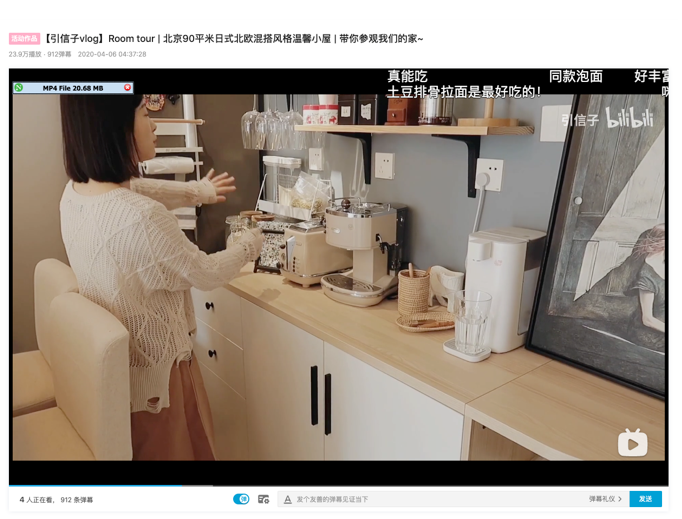 活动作品 【引信子vlog】Room tour | 北京90平米日式北欧混搭风格温馨小屋 | 带你参观我们的家~
23.9万播放 · 912弹幕 2020-04-06 04:37:28
真能吃 同款泡面 好丰富
MP4 File 20.68 MB
土豆排骨拉面是最好吃的！
引信子 bilibili
弹
4 人正在看， 912 条弹幕
发个友善的弹幕见证当下
弹幕礼仪
发送